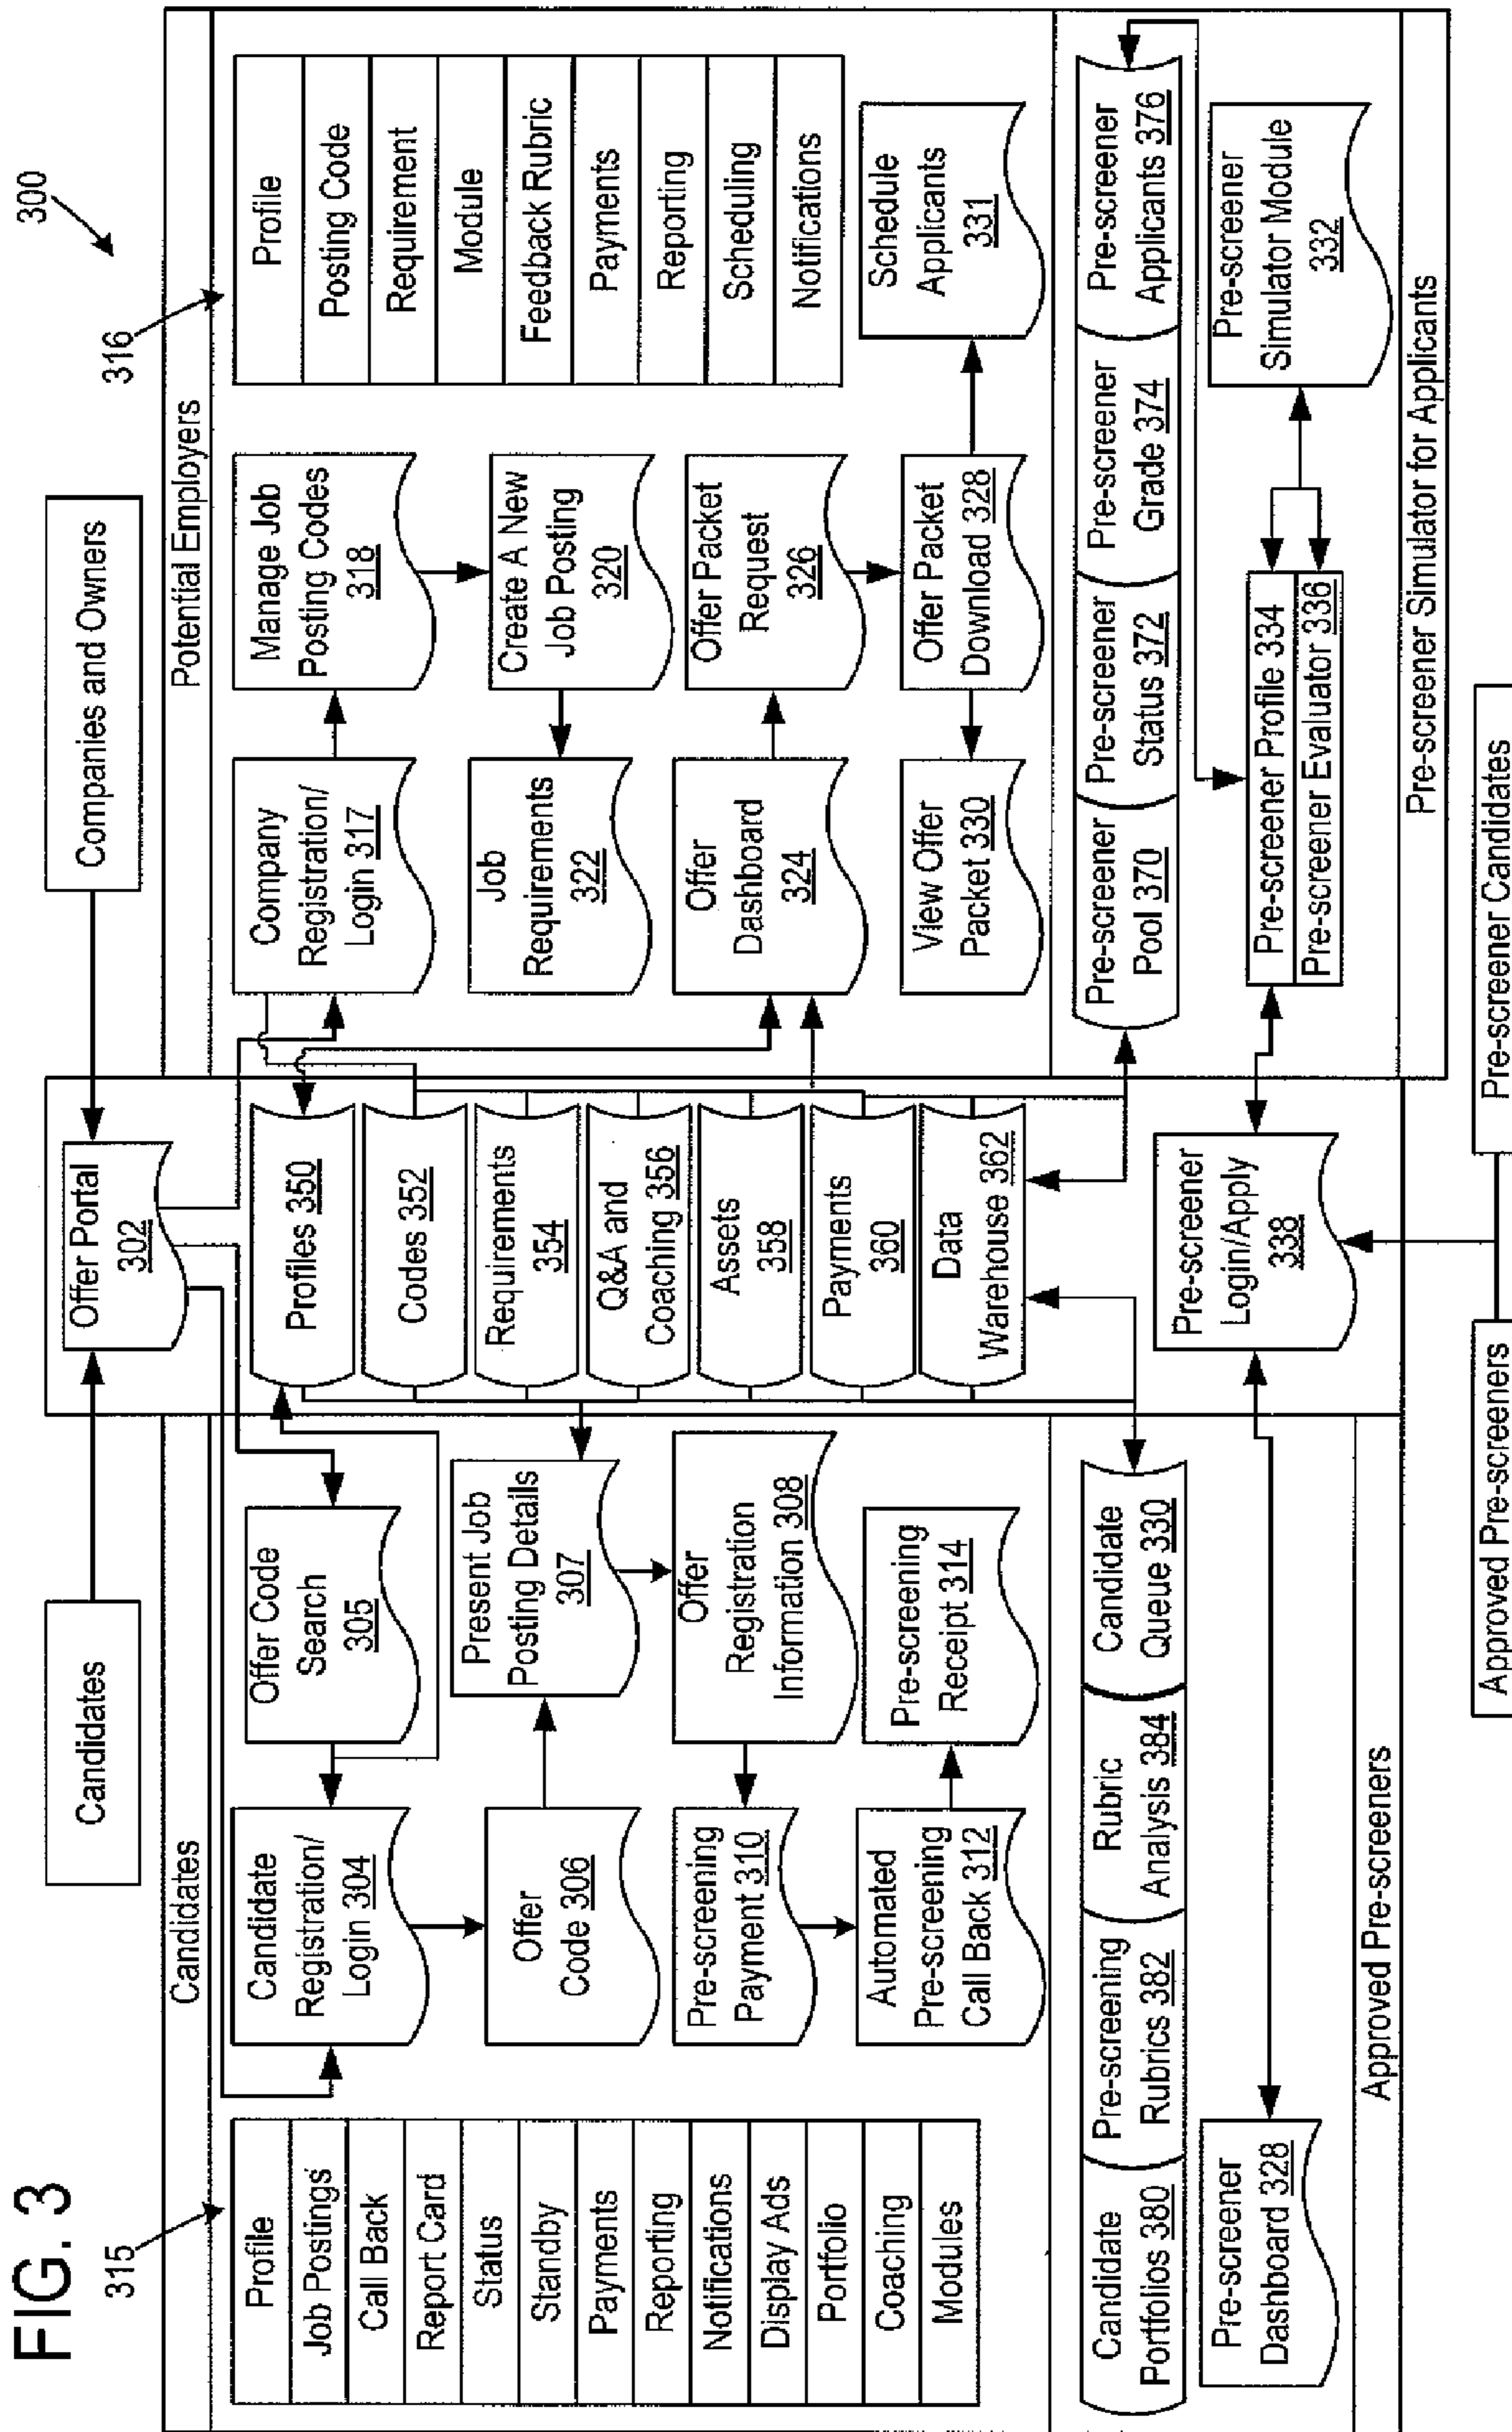 FIG. 3
300
Candidates
Companies and Owners
Offer Portal
302
Candidates
315
Profile
Job Postings
Call Back
Report Card
Status
Standby
Payments
Reporting
Notifications
Display Ads
Portfolio
Coaching
Modules
Candidate
Registration/
Login 304
Offer Code
Search
305
Offer
Code 306
Present Job
Posting Details
307
Pre-screening
Payment 310
Offer
Registration
Information 308
Automated
Pre-screening
Call Back 312
Pre-screening
Receipt 314
Profiles 350
Codes 352
Requirements
354
Q&A and
Coaching 356
Assets
358
Payments
360
Data
Warehouse 362
Potential Employers
316
Company
Registration/
Login 317
Manage Job
Posting Codes
318
Job
Requirements
322
Create A New
Job Posting
320
Offer
Dashboard
324
Offer Packet
Request
326
View Offer
Packet 330
Offer Packet
Download 328
Schedule
Applicants
331
Profile
Posting Code
Requirement
Module
Feedback Rubric
Payments
Reporting
Scheduling
Notifications
Candidate
Portfolios 380
Pre-screening
Rubrics 382
Rubric
Analysis 384
Candidate
Queue 330
Pre-screener
Dashboard 328
Approved Pre-screeners
Pre-screener
Login/Apply
338
Pre-screener
Pool 370
Pre-screener
Status 372
Pre-screener
Grade 374
Pre-screener
Applicants 376
Pre-screener Profile 334
Pre-screener Evaluator 336
Pre-screener
Simulator Module
332
Pre-screener Simulator for Applicants
Approved Pre-screeners
Pre-screener Candidates